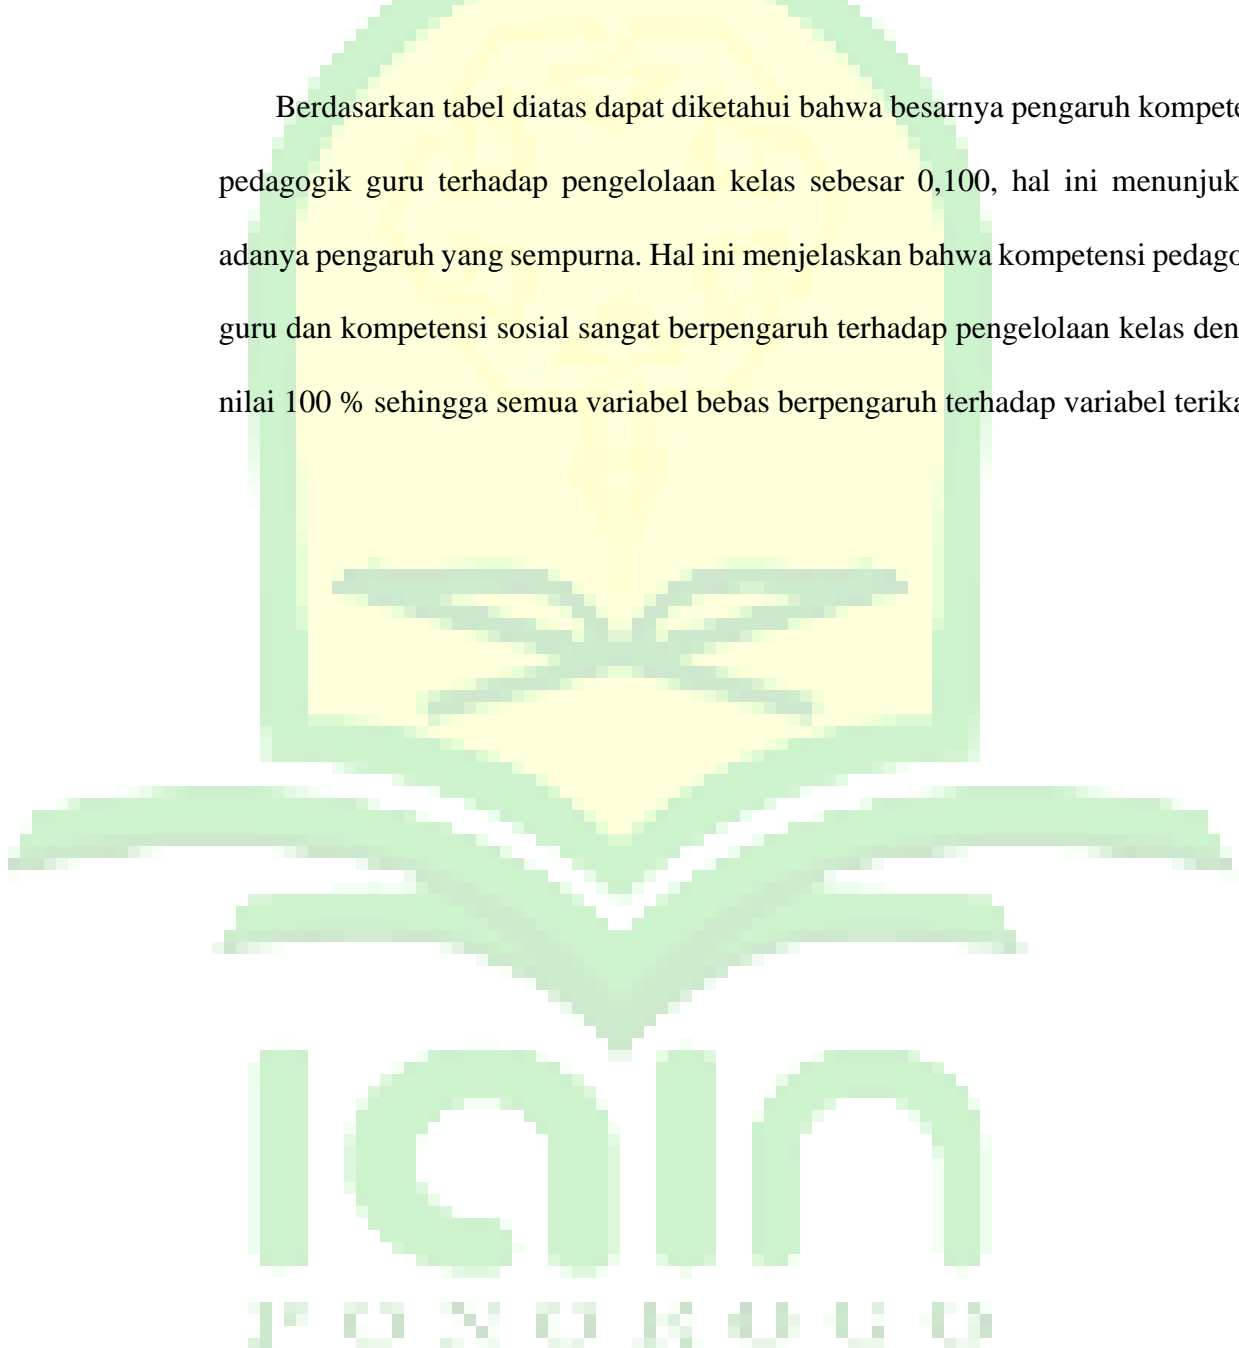 Berdasarkan tabel diatas dapat diketahui bahwa besarnya pengaruh kompete
pedagogik guru terhadap pengelolaan kelas sebesar 0,100, hal ini menunjuk
adanya pengaruh yang sempurna. Hal ini menjelaskan bahwa kompetensi pedago
guru dan kompetensi sosial sangat berpengaruh terhadap pengelolaan kelas den
nilai 100 % sehingga semua variabel bebas berpengaruh terhadap variabel terika
iain
PONOROGO